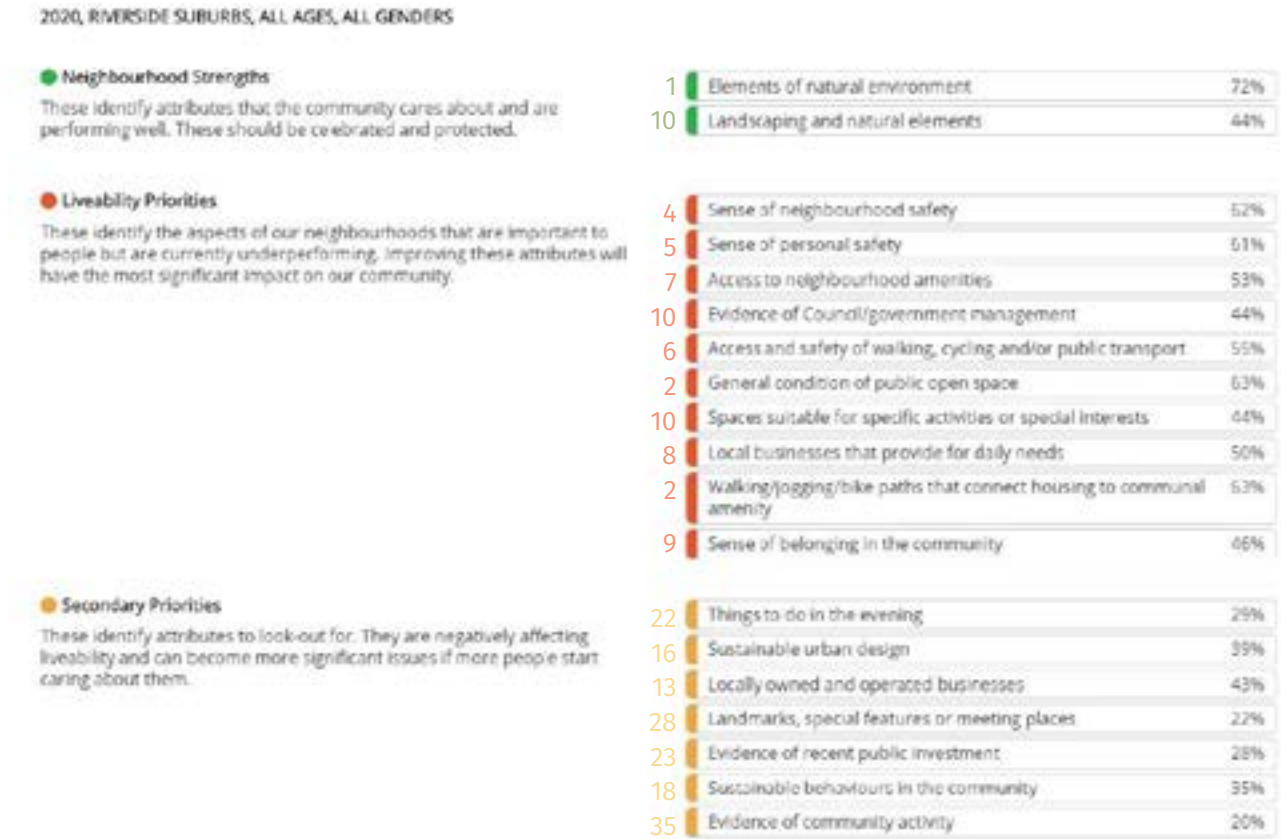 2020, RIVERSIDE SUBURBS, ALL AGES, ALL GENDERS
Neighbourhood Strengths
These identify attributes that the community cares about and are
performing well. These should be celebrated and protected.
1 Elements of natural environment 72%
10 Landscaping and natural elements 44%
Liveability Priorities
These identify the aspects of our neighbourhoods that are important to
people but are currently underperforming. Improving these attributes will
have the most significant impact on our community.
4 Sense of neighbourhood safety 62%
5 Sense of personal safety 61%
7 Access to neighbourhood amenities 53%
10 Evidence of Council/government management 44%
6 Access and safety of walking, cycling and/or public transport 55%
2 General condition of public open space 63%
10 Spaces suitable for specific activities or special interests 44%
8 Local businesses that provide for daily needs 50%
2 Walking/jogging/bike paths that connect housing to communal 63%
amenity
9 Sense of belonging in the community 46%
Secondary Priorities
These identify attributes to look-out for. They are negatively affecting
liveability and can become more significant issues if more people start
caring about them.
22 Things to do in the evening 29%
16 Sustainable urban design 39%
13 Locally owned and operated businesses 43%
28 Landmarks, special features or meeting places 22%
23 Evidence of recent public investment 28%
18 Sustainable behaviours in the community 35%
35 Evidence of community activity 20%